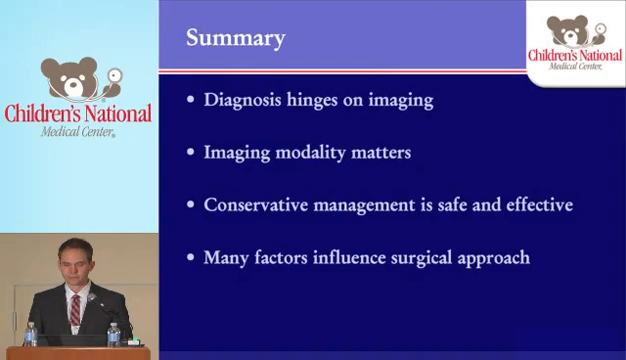 Summary
Children's National
Medical Center
Children's National
Medical Center
• Diagnosis hinges on imaging
• Imaging modality matters
• Conservative management is safe and effective
• Many factors influence surgical approach